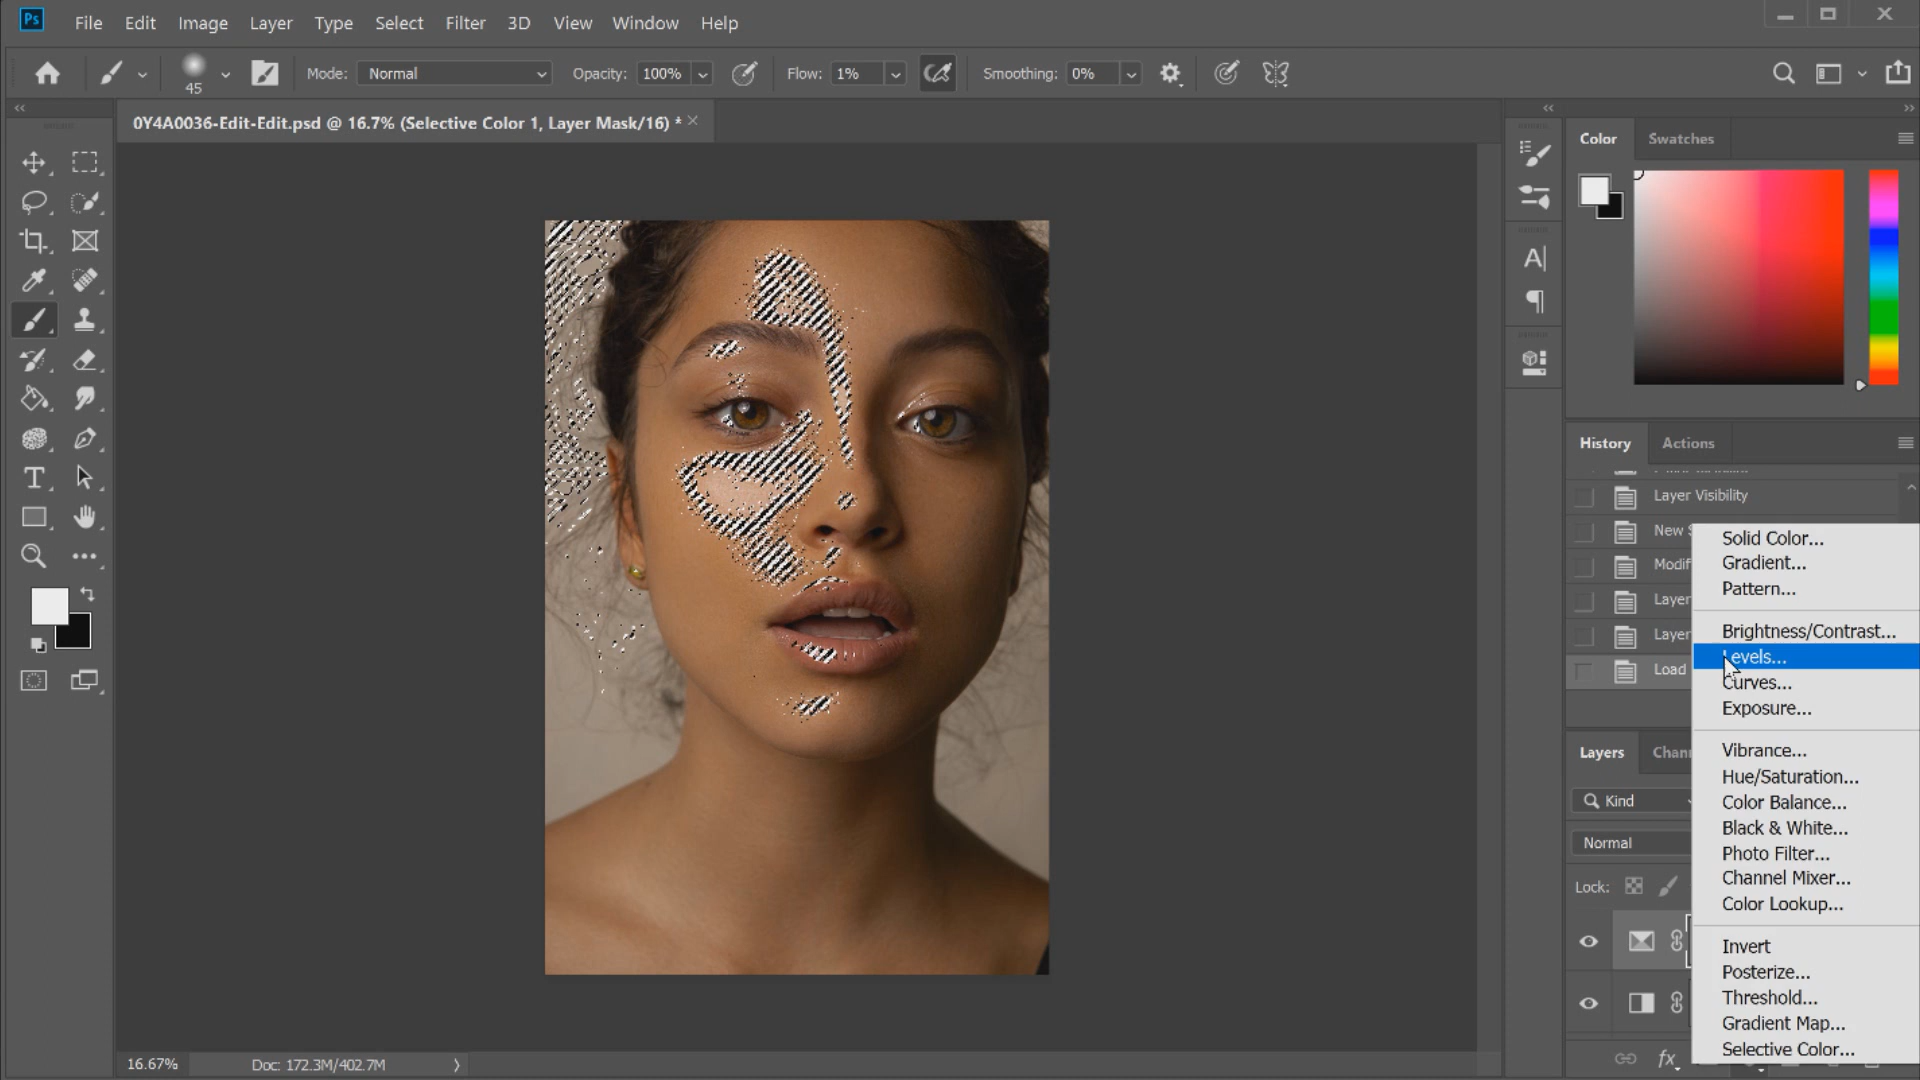 Ps File Edit Image Layer Type Select Filter 3D View Window Help
45 Mode: Normal Opacity: 100% Flow: 1% Smoothing: 0%
0Y4A0036-Edit-Edit.psd @ 16.7% (Selective Color 1, Layer Mask/16) *
Color Swatches
History Actions
Layer Visibility
New
Modif
Layer
Layer
Load
Solid Color...
Gradient...
Pattern...
Brightness/Contrast...
Levels...
Curves...
Exposure...
Vibrance...
Hue/Saturation...
Color Balance...
Black & White...
Photo Filter...
Channel Mixer...
Color Lookup...
Invert
Posterize...
Threshold...
Gradient Map...
Selective Color...
Layers Chan
Kind
Normal
Lock:
fx
16.67% Doc: 172.3M/402.7M